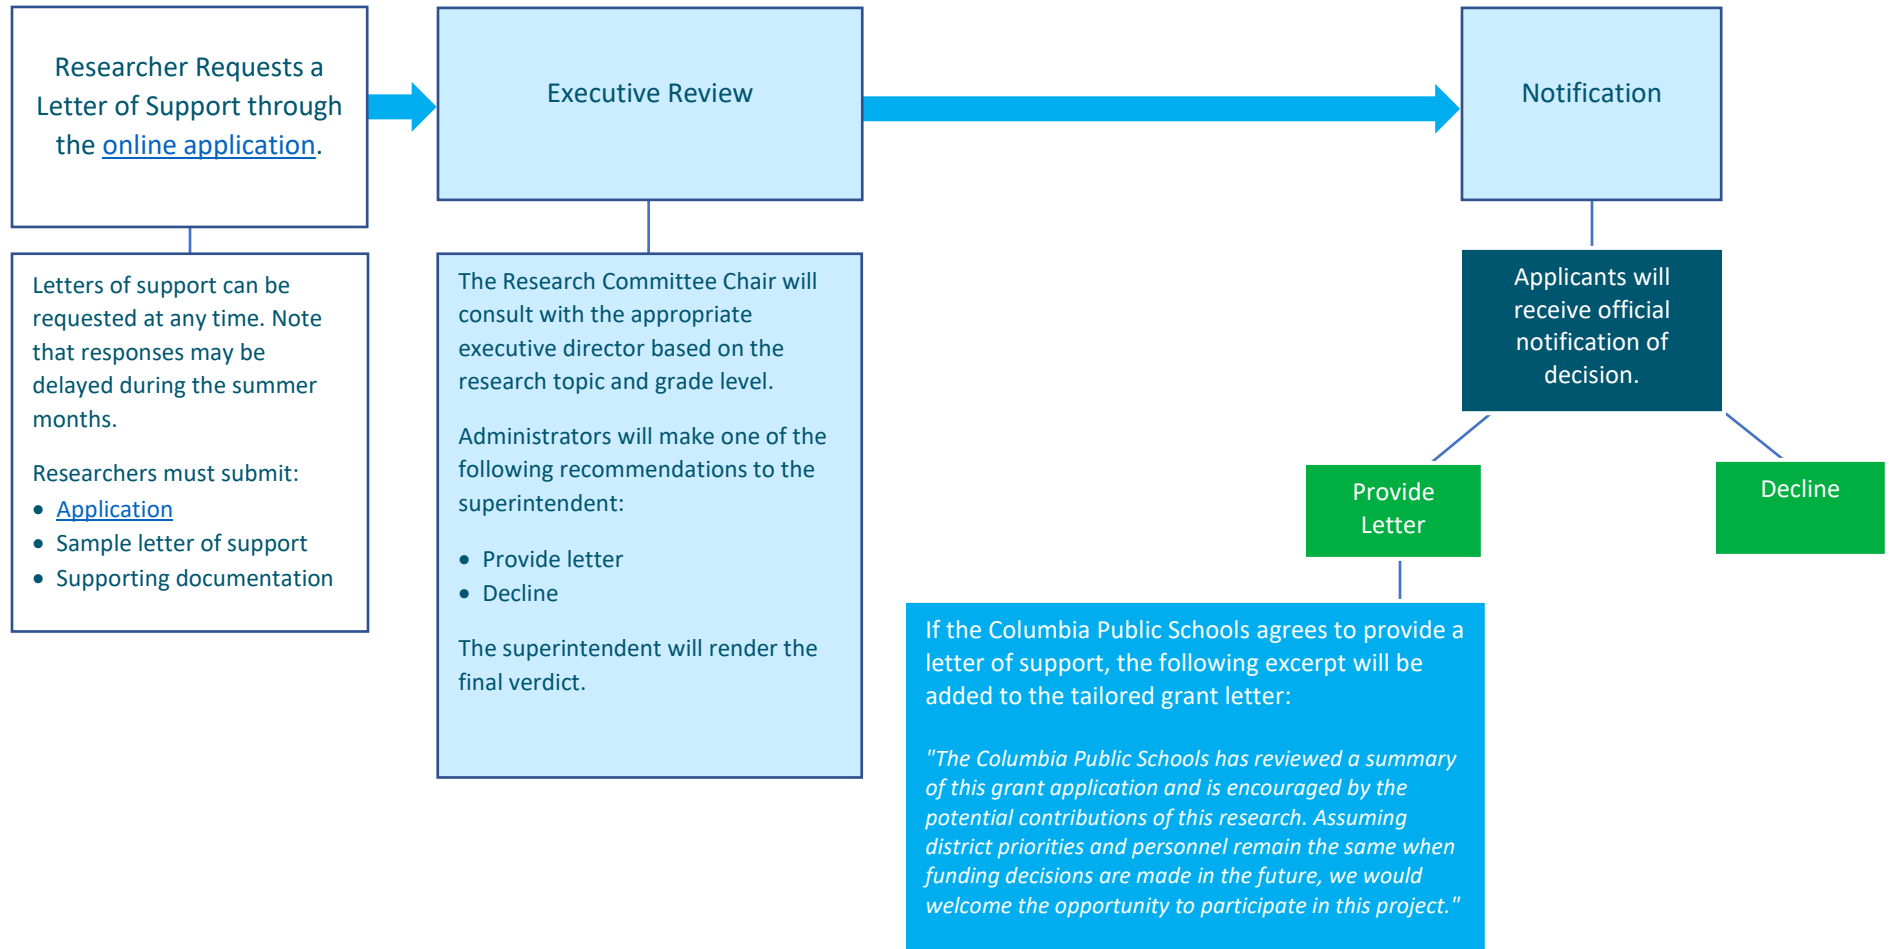 Researcher Requests a
Letter of Support through
the online application.
Executive Review
Notification
Letters of support can be
requested at any time. Note
that responses may be
delayed during the summer
months.
Researchers must submit:
• Application
• Sample letter of support
• Supporting documentation
The Research Committee Chair will
consult with the appropriate
executive director based on the
research topic and grade level.
Administrators will make one of the
following recommendations to the
superintendent:
• Provide letter
• Decline
The superintendent will render the
final verdict.
Applicants will
receive official
notification of
decision.
Provide
Letter
Decline
If the Columbia Public Schools agrees to provide a
letter of support, the following excerpt will be
added to the tailored grant letter:
"The Columbia Public Schools has reviewed a summary
of this grant application and is encouraged by the
potential contributions of this research. Assuming
district priorities and personnel remain the same when
funding decisions are made in the future, we would
welcome the opportunity to participate in this project."